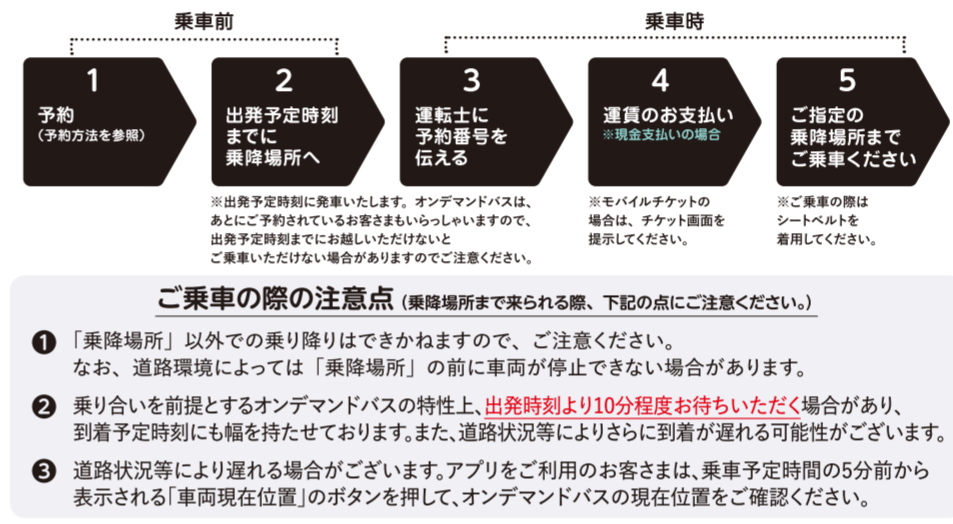 乗車前
乗車時
1
予約
(予約方法を参照)
2
出発予定時刻
までに
乗降場所へ
3
運転士に
予約番号を
伝える
4
運賃のお支払い
※現金支払いの場合
5
ご指定の
乗降場所まで
ご乗車ください
※出発予定時刻に発車いたします。オンデマンドバスは、
あとにご予約されているお客さまもいらっしゃいますので、
出発予定時刻までにお越しいただけないと
ご乗車いただけない場合がありますのでご注意ください。
※モバイルチケットの
場合は、チケット画面を
提示してください。
※ご乗車の際は
シートベルトを
着用してください。
ご乗車の際の注意点(乗降場所まで来られる際、下記の点にご注意ください。)
1 「乗降場所」以外での乗り降りはできかねますので、ご注意ください。
なお、道路環境によっては「乗降場所」の前に車両が停止できない場合があります。
2 乗り合いを前提とするオンデマンドバスの特性上、出発時刻より10分程度お待ちいただく場合があり、
到着予定時刻にも幅を持たせております。また、道路状況等によりさらに到着が遅れる可能性がございます。
3 道路状況等により遅れる場合がございます。アプリをご利用のお客さまは、乗車予定時間の5分前から
表示される「車両現在位置」のボタンを押して、オンデマンドバスの現在位置をご確認ください。